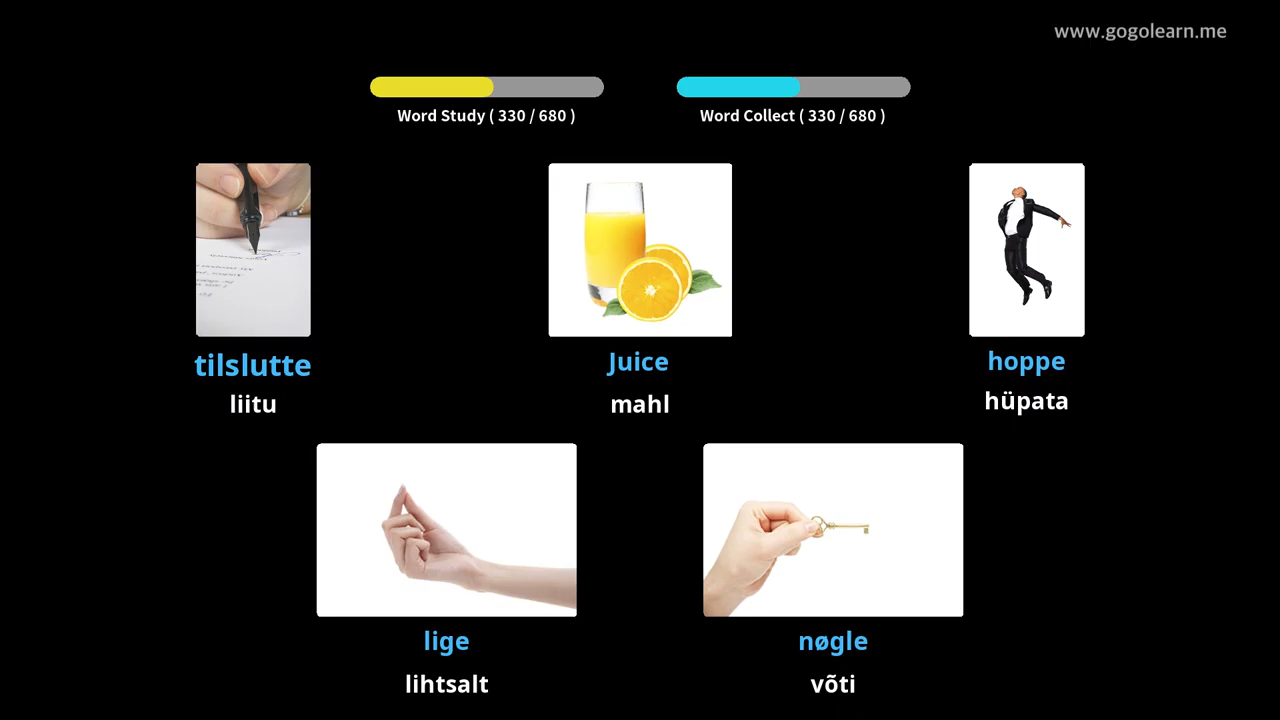 www.gogolearn.me
Word Study ( 330 / 680 )
Word Collect ( 330 / 680 )
tilslutte
liitu
Juice
mahl
hoppe
hüpata
lige
lihtsalt
nøgle
võti